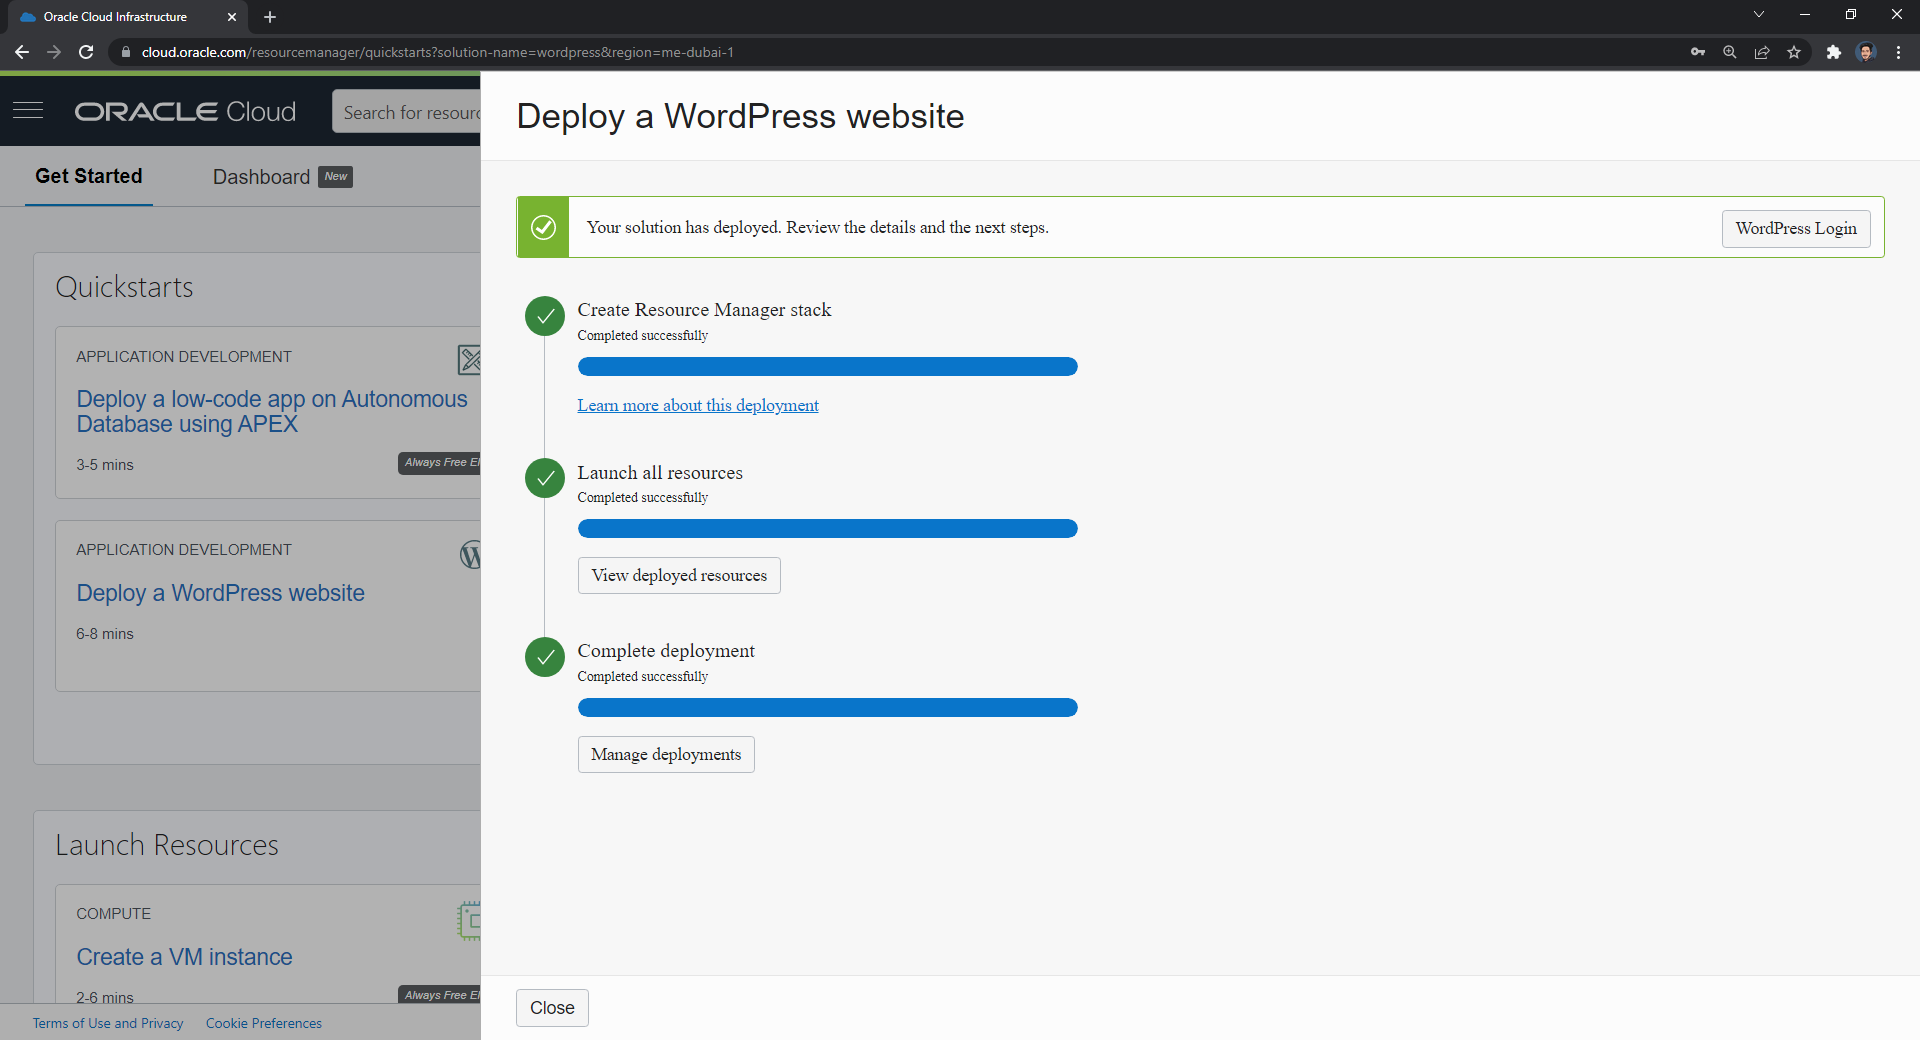 Oracle Cloud Infrastructure
cloud.oracle.com/resourcemanager/quickstarts?solution-name=wordpress&region=me-dubai-1
ORACLE Cloud
Search for resourc
Get Started
Dashboard New
Quickstarts
APPLICATION DEVELOPMENT
Deploy a low-code app on Autonomous
Database using APEX
3-5 mins
Always Free El
APPLICATION DEVELOPMENT
Deploy a WordPress website
6-8 mins
Launch Resources
COMPUTE
Create a VM instance
2-6 mins
Always Free El
Terms of Use and Privacy
Cookie Preferences
Deploy a WordPress website
Your solution has deployed. Review the details and the next steps.
WordPress Login
Create Resource Manager stack
Completed successfully
Learn more about this deployment
Launch all resources
Completed successfully
View deployed resources
Complete deployment
Completed successfully
Manage deployments
Close